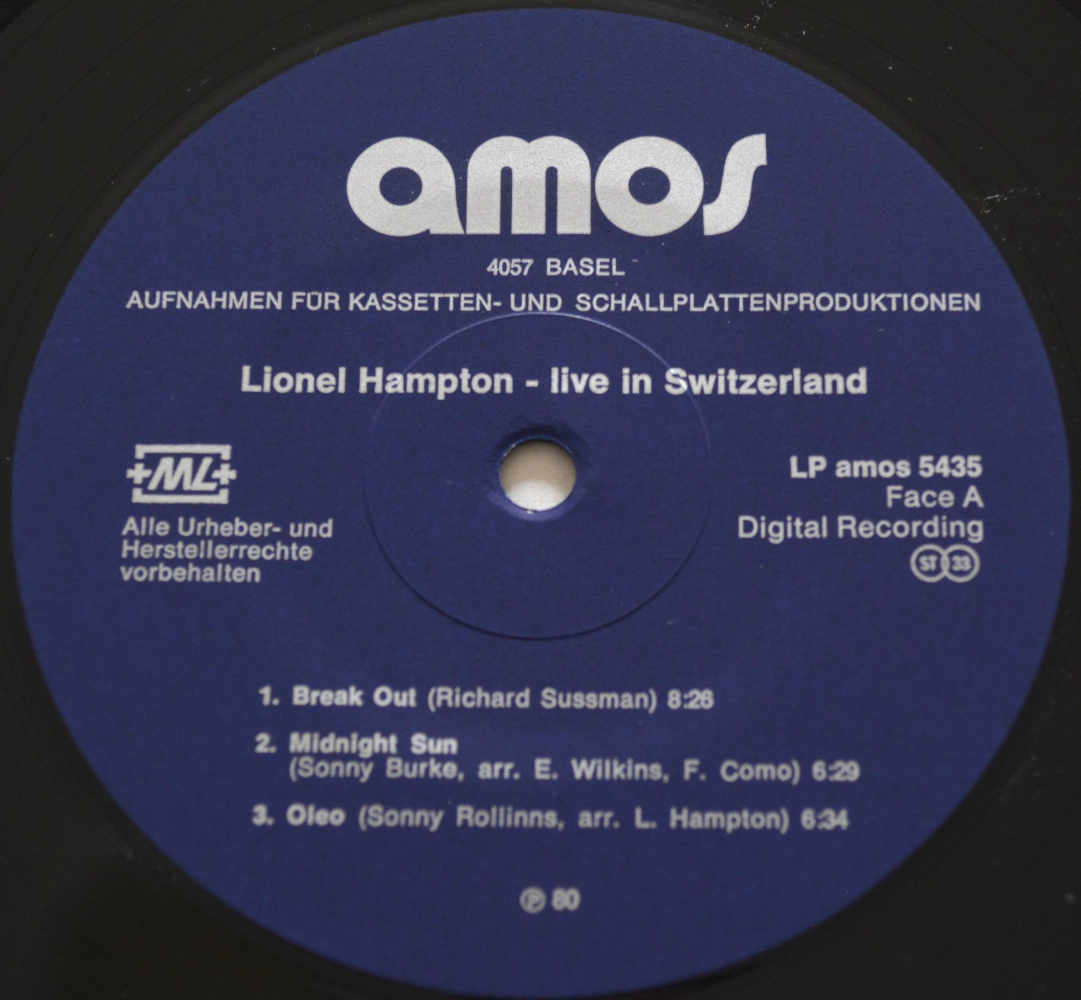 amos
4057 BASEL
AUFNAHMEN FÜR KASSETTEN- UND SCHALLPLATTENPRODUKTIONEN
Lionel Hampton - live in Switzerland
ML
Alle Urheber- und
Herstellerrechte
vorbehalten
LP amos 5435
Face A
Digital Recording
ST 33
1. Break Out (Richard Sussman) 8:26
2. Midnight Sun
(Sonny Burke, arr. E. Wilkins, F. Como) 6:29
3. Oleo (Sonny Rollinns, arr. L. Hampton) 6:34
℗ 80